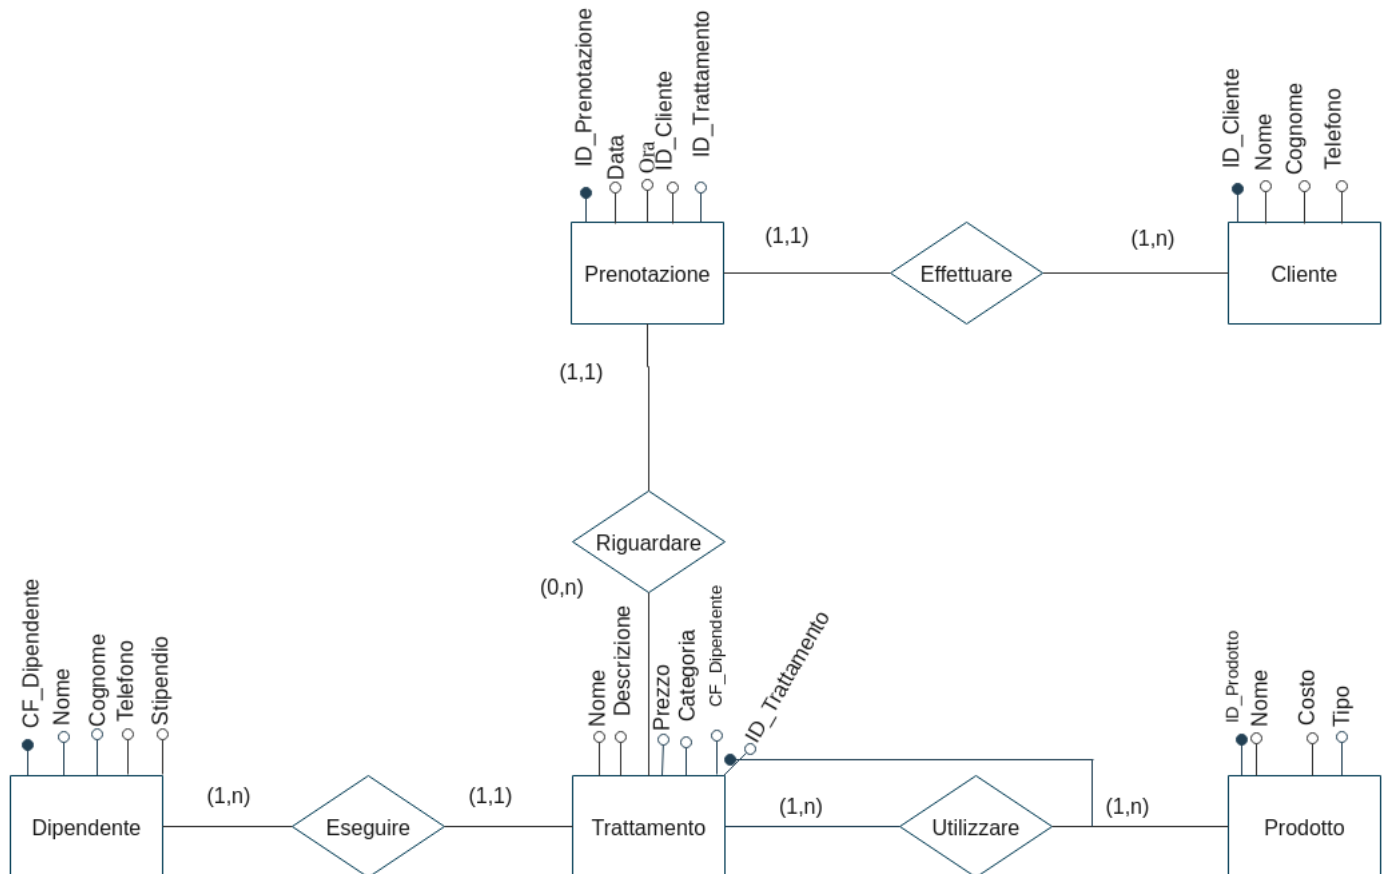 ID_Prenotazione
Data
Ora
ID_Cliente
ID_Trattamento
ID_Cliente
Nome
Cognome
Telefono
Prenotazione
(1,1)
Effettuare
(1,n)
Cliente
(1,1)
Riguardare
(0,n)
CF_Dipendente
Nome
Cognome
Telefono
Stipendio
Nome
Descrizione
Prezzo
Categoria
CF_Dipendente
ID_Trattamento
ID_Prodotto
Nome
Costo
Tipo
Dipendente
(1,n)
Eseguire
(1,1)
Trattamento
(1,n)
Utilizzare
(1,n)
Prodotto